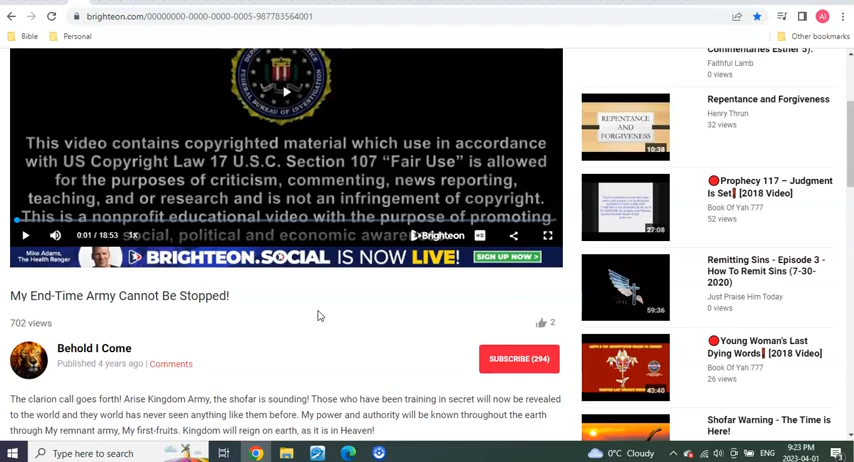 brighteon.com/00000000-0000-0000-0005-987783564001
AI
Bible
Personal
Other bookmarks
FEDERAL BUREAU OF INVESTIGATION
This video contains copyrighted material which use in accordance
with US Copyright Law 17 U.S.C. Section 107 "Fair Use" is allowed
for the purposes of criticism, commenting, news reporting,
teaching, and or research and is not an infringement of copyright.
This is a nonprofit educational video with the purpose of promoting
social, political and economic
0:01 / 18:53
1X
Brighteon
HD
Mike Adams,
The Health Ranger
BRIGHTEON.SOCIAL IS NOW LIVE!
SIGN UP NOW!
My End-Time Army Cannot Be Stopped!
702 views
2
Behold I Come
Published 4 years ago | Comments
SUBSCRIBE (294)
The clarion call goes forth! Arise Kingdom Army, the shofar is sounding! Those who have been training in secret will now be revealed
to the world and they world has never seen anything like them before. My power and authority will be known throughout the earth
through My remnant army, My first-fruits. Kingdom will reign on earth, as it is in Heaven!
Commentaries Esther 5).
Faithful Lamb
0 views
REPENTANCE
AND
FORGIVENESS
10:38
Repentance and Forgiveness
Henry Thrun
32 views
27:08
🔴Prophecy 117 – Judgment
Is Set❗ [2018 Video]
Book Of Yah 777
52 views
59:36
Remitting Sins - Episode 3 -
How To Remit Sins (7-30-
2020)
Just Praise Him Today
0 views
43:40
🔴Young Woman's Last
Dying Words❗ [2018 Video]
Book Of Yah 777
26 views
Shofar Warning - The Time is
Here!
Type here to search
0°C Cloudy
ENG
9:23 PM
2023-04-01
3